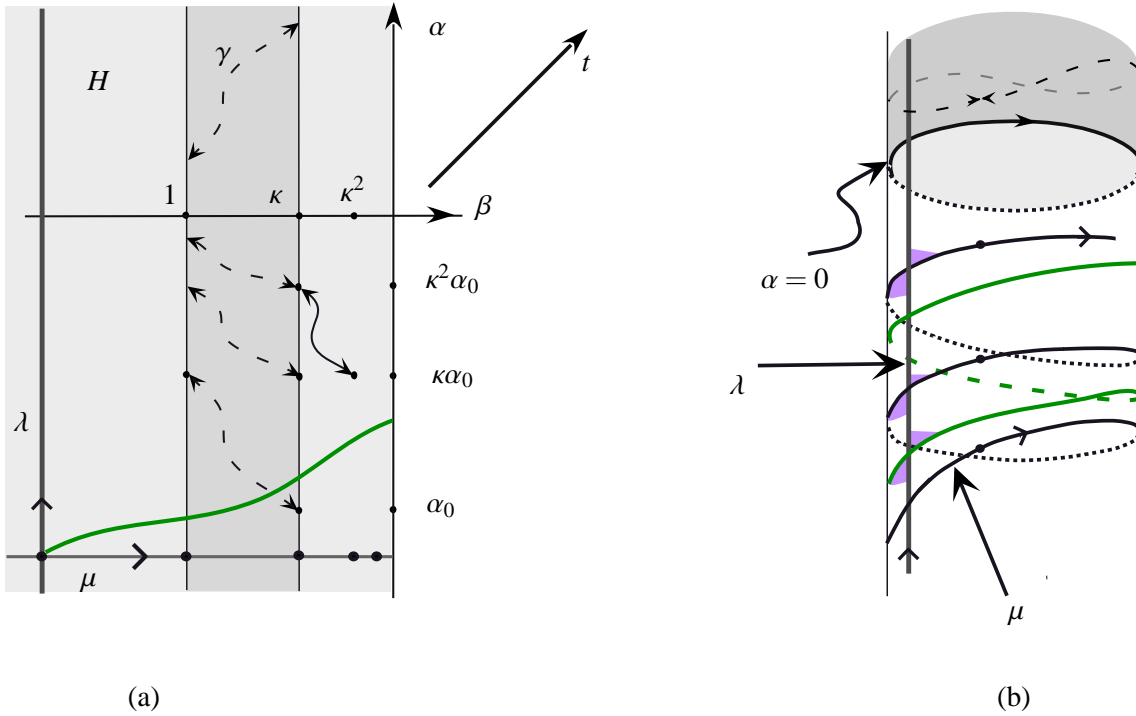 α
γ
t
H
1
κ
κ²
β
κ²α₀
α = 0
κα₀
λ
λ
α₀
μ
μ
(a)
(b)